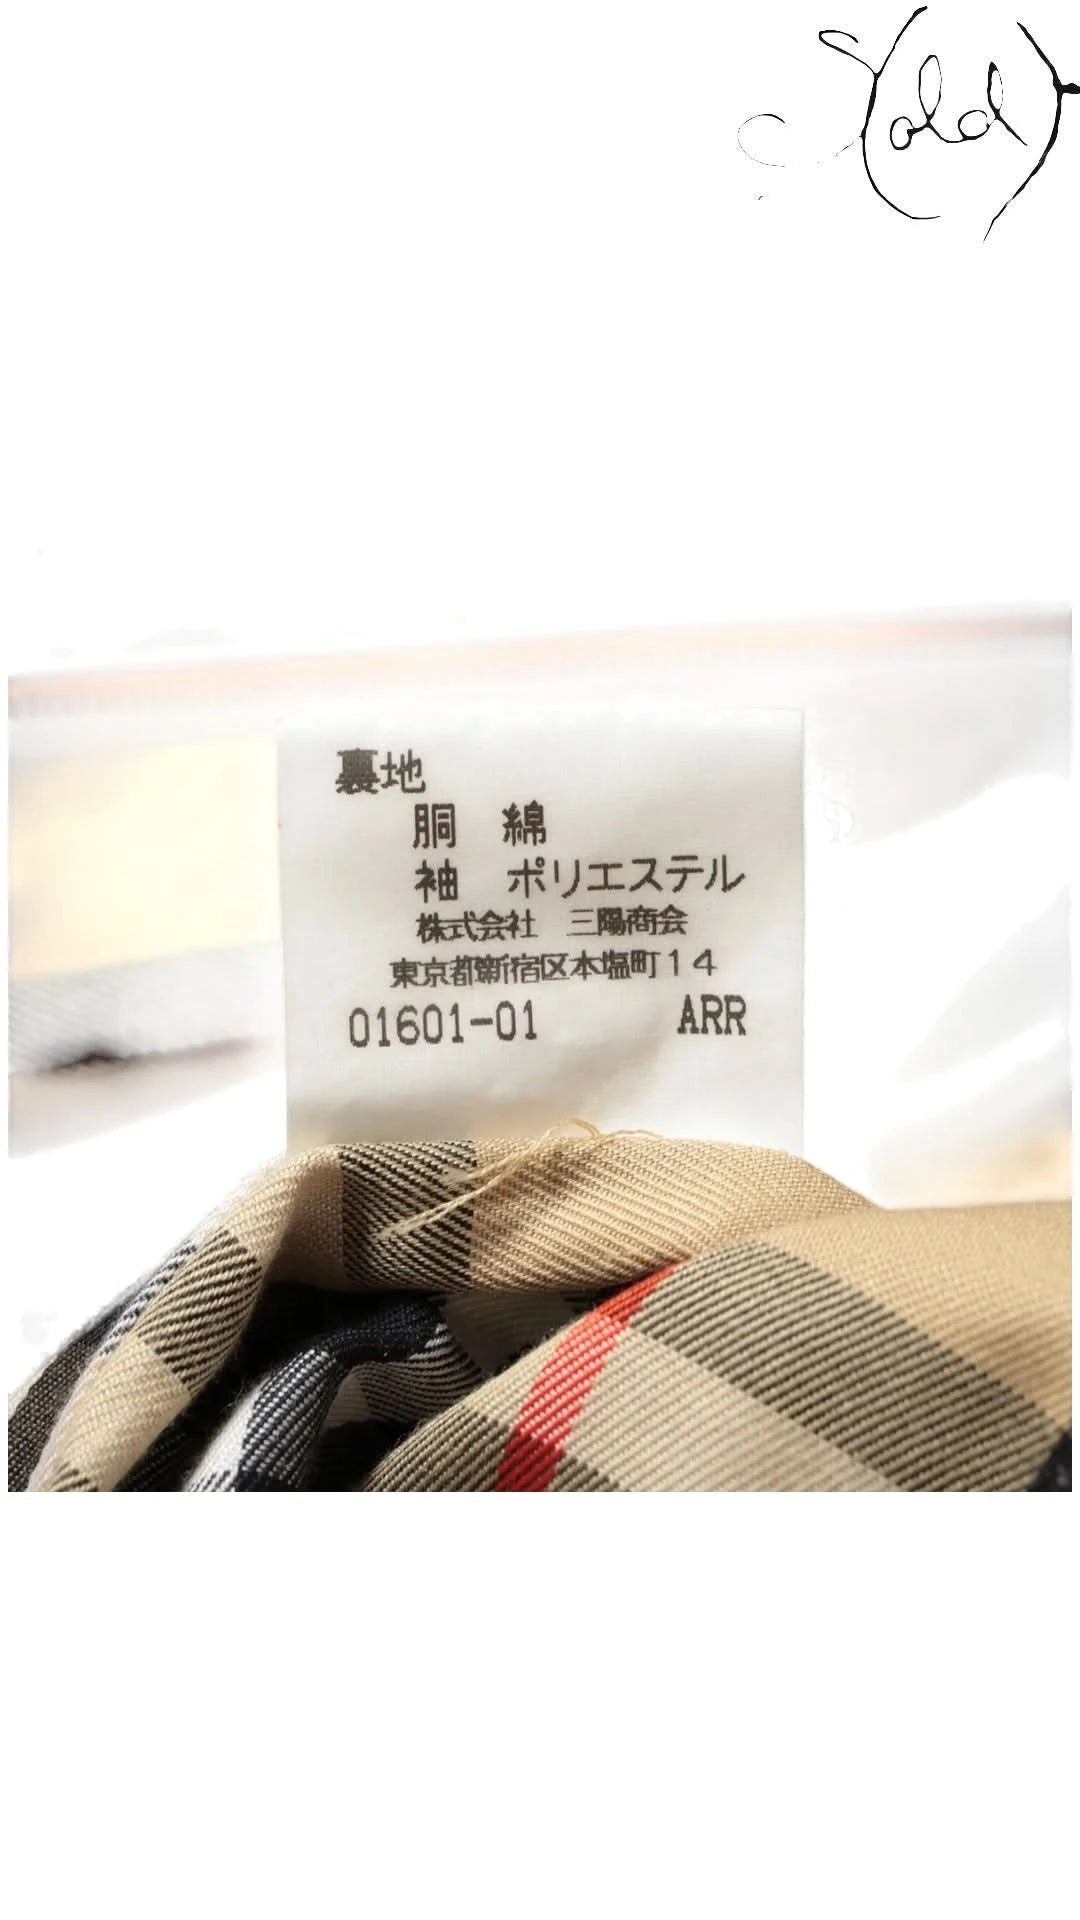 old
裏地
胴 綿
袖 ポリエステル
株式会社 三陽商会
東京都新宿区本塩町14
01601-01 ARR